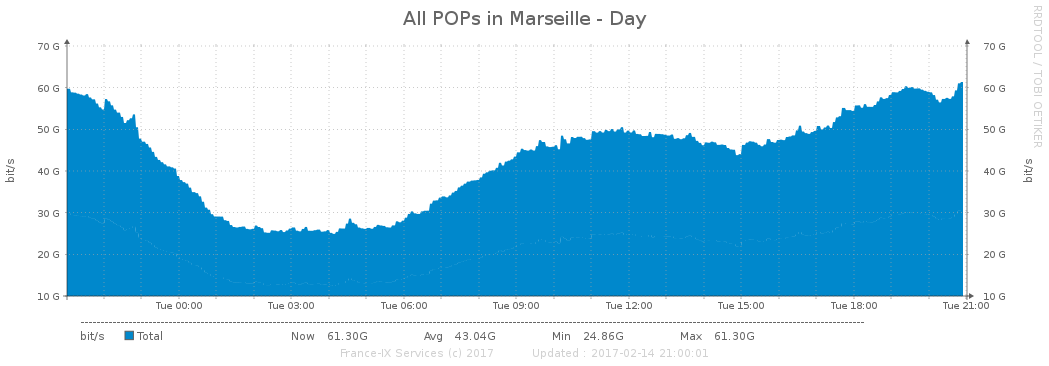 All POPs in Marseille - Day
RRDTOOL / TOBI OETIKER
70 G 70 G
60 G 60 G
50 G 50 G
40 G 40 G
30 G 30 G
20 G 20 G
10 G 10 G
bit/s bit/s
Tue 00:00 Tue 03:00 Tue 06:00 Tue 09:00 Tue 12:00 Tue 15:00 Tue 18:00 Tue 21:00
bit/s Total Now 61.30G Avg 43.04G Min 24.86G Max 61.30G
France-IX Services (c) 2017 Updated : 2017-02-14 21:00:01